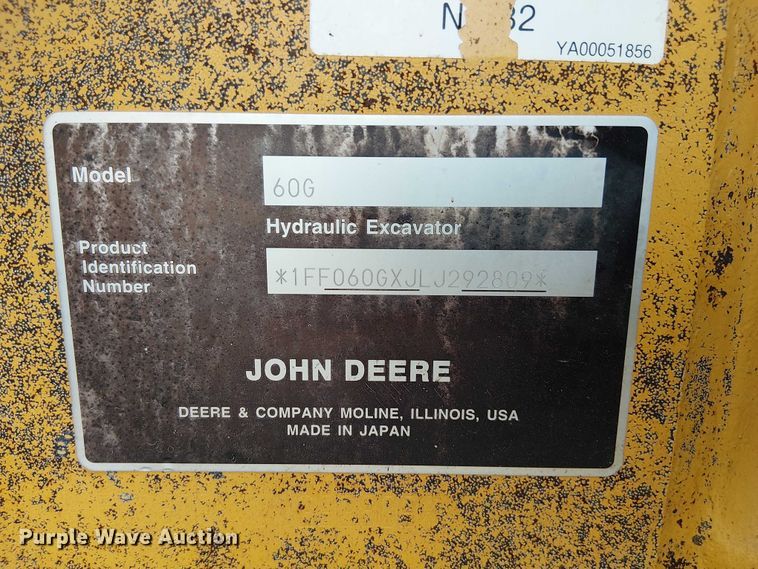 YA00051856
Model
60G
Hydraulic Excavator
Product
Identification
Number
*1FF060GXJLJ292809*
JOHN DEERE
DEERE & COMPANY MOLINE, ILLINOIS, USA
MADE IN JAPAN
Purple Wave Auction